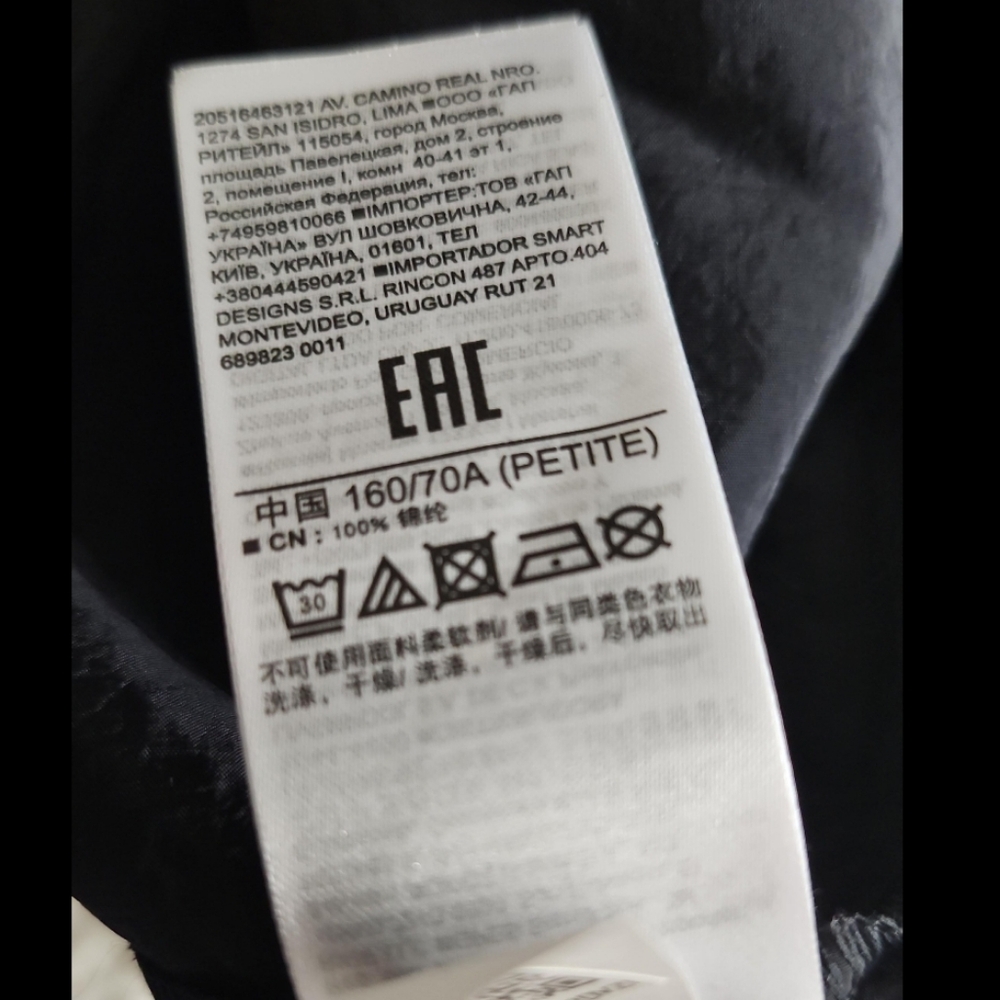 20516463121 AV. CAMINO REAL NRO.
1274 SAN ISIDRO, LIMA ■ООО «ГАП
РИТЕЙЛ» 115054, город Москва,
площадь Павелецкая, дом 2, строение
2, помещение I, комн 40-41 эт 1,
Российская Федерация, тел:
+74959810066 ■ІМПОРТЕР:ТОВ «ГАП
УКРАЇНА» ВУЛ ШОВКОВИЧНА, 42-44,
КИЇВ, УКРАЇНА, 01601, ТЕЛ
+380444590421 ■IMPORTADOR SMART
DESIGNS S.R.L. RINCON 487 APTO.404
MONTEVIDEO, URUGUAY RUT 21
689823 0011
EAC
中国 160/70A (PETITE)
■ CN : 100% 锦纶
30
不可使用面料柔软剂/ 请与同类色衣物
洗涤，干燥/ 洗涤，干燥后，尽快取出